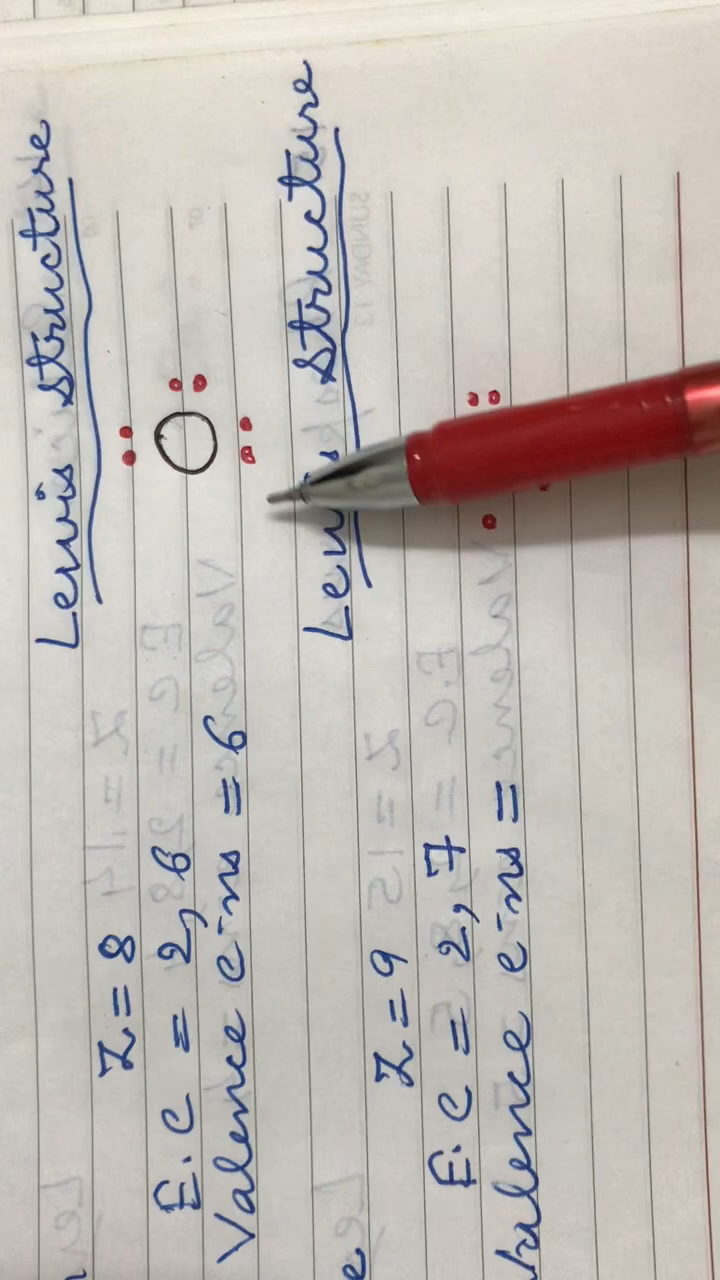 Lewis Structure
Z = 8
E.C = 2, 6
Valence e-ns = 6
Lewis Structure
Z = 9
E.C = 2, 7
Valence e-ns =